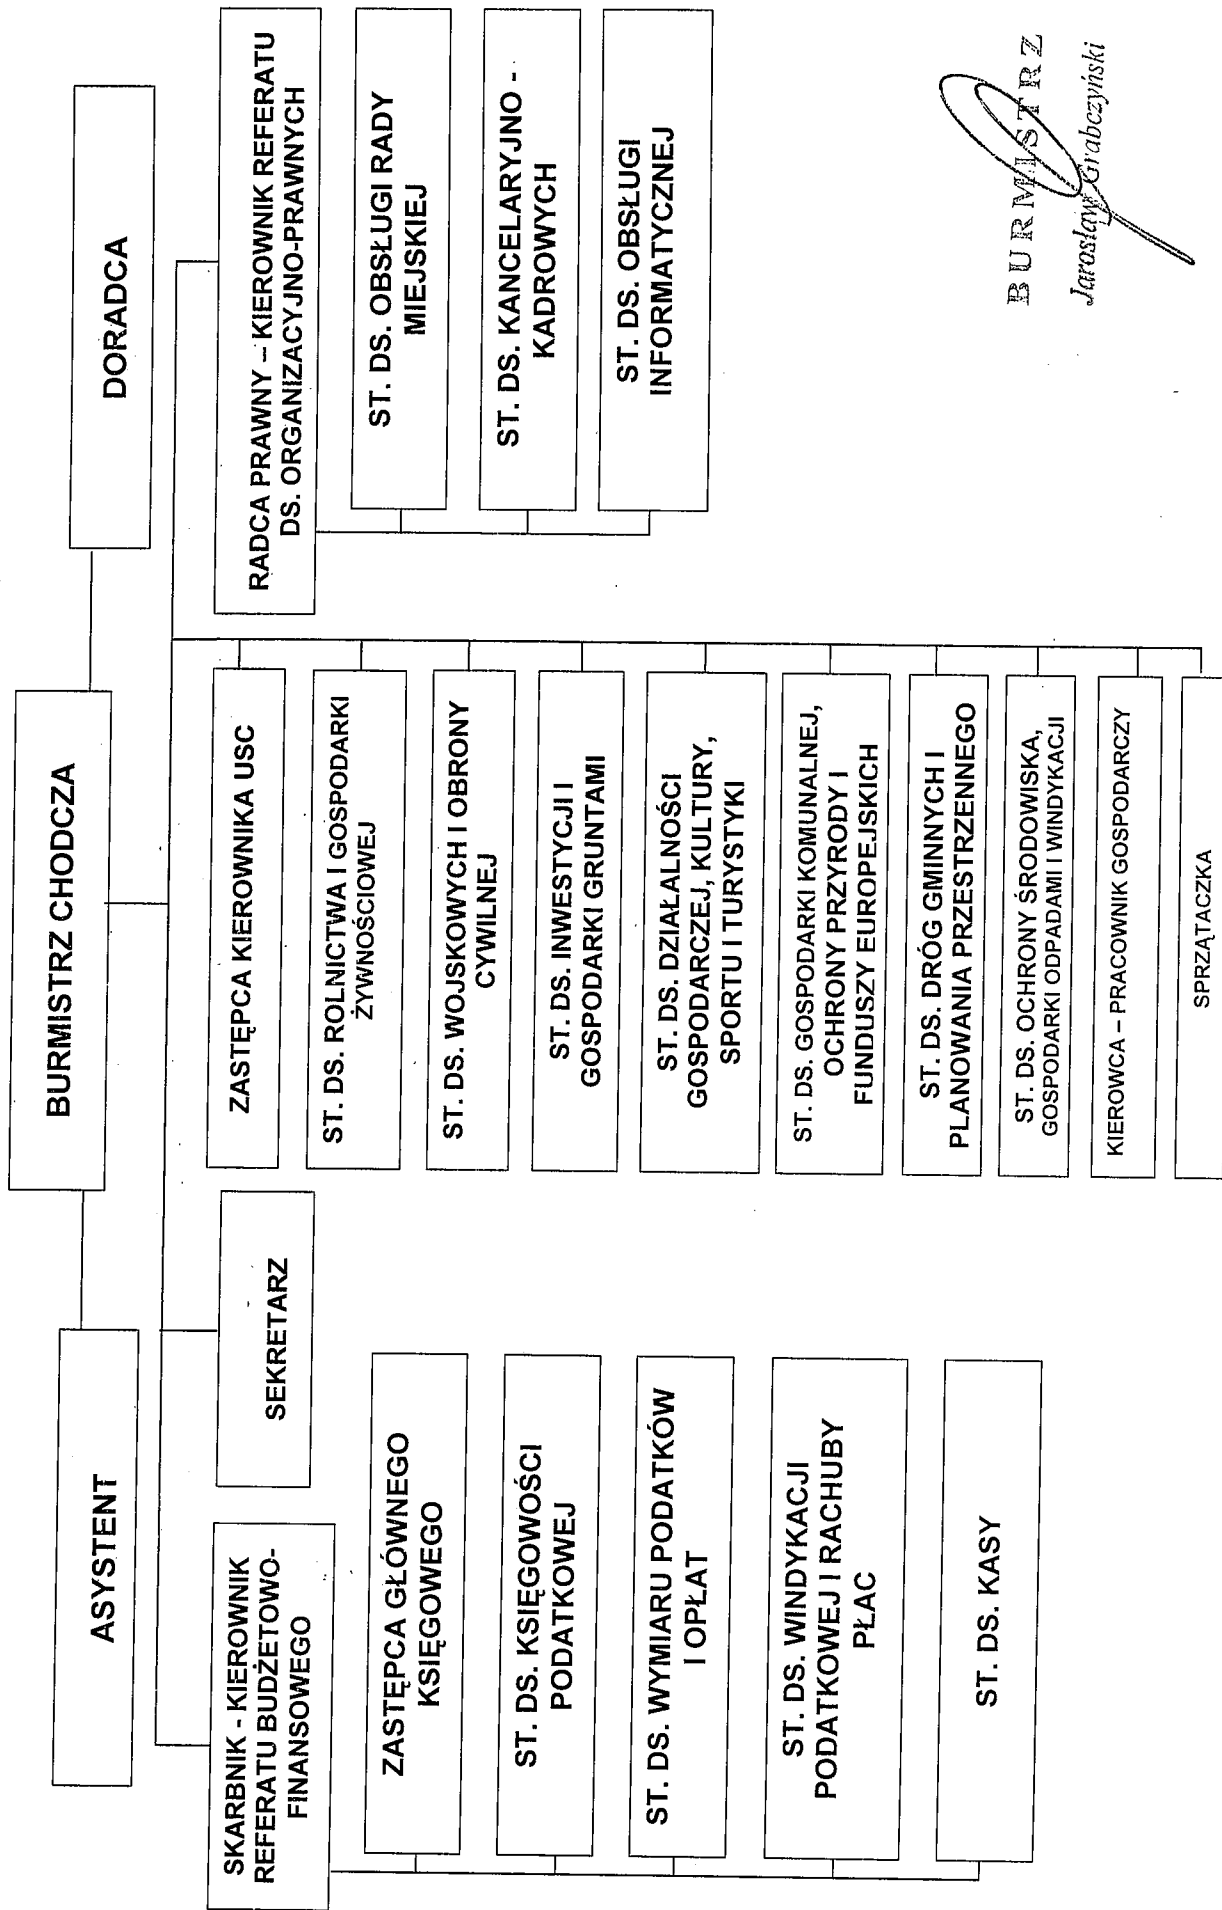 BURMISTRZ CHODCZA
ASYSTENT
DORADCA
SKARBNIK - KIEROWNIK
REFERATU BUDŻETOWO-
FINANSOWEGO
ZASTĘPCA GŁÓWNEGO
KSIĘGOWEGO
ST. DS. KSIĘGOWOŚCI
PODATKOWEJ
ST. DS. WYMIARU PODATKÓW
I OPŁAT
ST. DS. WINDYKACJI
PODATKOWEJ I RACHUBY
PŁAC
ST. DS. KASY
SEKRETARZ
ZASTĘPCA KIEROWNIKA USC
ST. DS. ROLNICTWA I GOSPODARKI
ŻYWNOŚCIOWEJ
ST. DS. WOJSKOWYCH I OBRONY
CYWILNEJ
ST. DS. INWESTYCJI I
GOSPODARKI GRUNTAMI
ST. DS. DZIAŁALNOŚCI
GOSPODARCZEJ, KULTURY,
SPORTU I TURYSTYKI
ST. DS. GOSPODARKI KOMUNALNEJ,
OCHRONY PRZYRODY I
FUNDUSZY EUROPEJSKICH
ST. DS. DRÓG GMINNYCH I
PLANOWANIA PRZESTRZENNEGO
ST. DS. OCHRONY ŚRODOWISKA,
GOSPODARKI ODPADAMI I WINDYKACJI
KIEROWCA – PRACOWNIK GOSPODARCZY
SPRZĄTACZKA
RADCA PRAWNY – KIEROWNIK REFERATU
DS. ORGANIZACYJNO-PRAWNYCH
ST. DS. OBSŁUGI RADY
MIEJSKIEJ
ST. DS. KANCELARYJNO -
KADROWYCH
ST. DS. OBSŁUGI
INFORMATYCZNEJ
BURMISTRZ
Jarosław Grabczyński